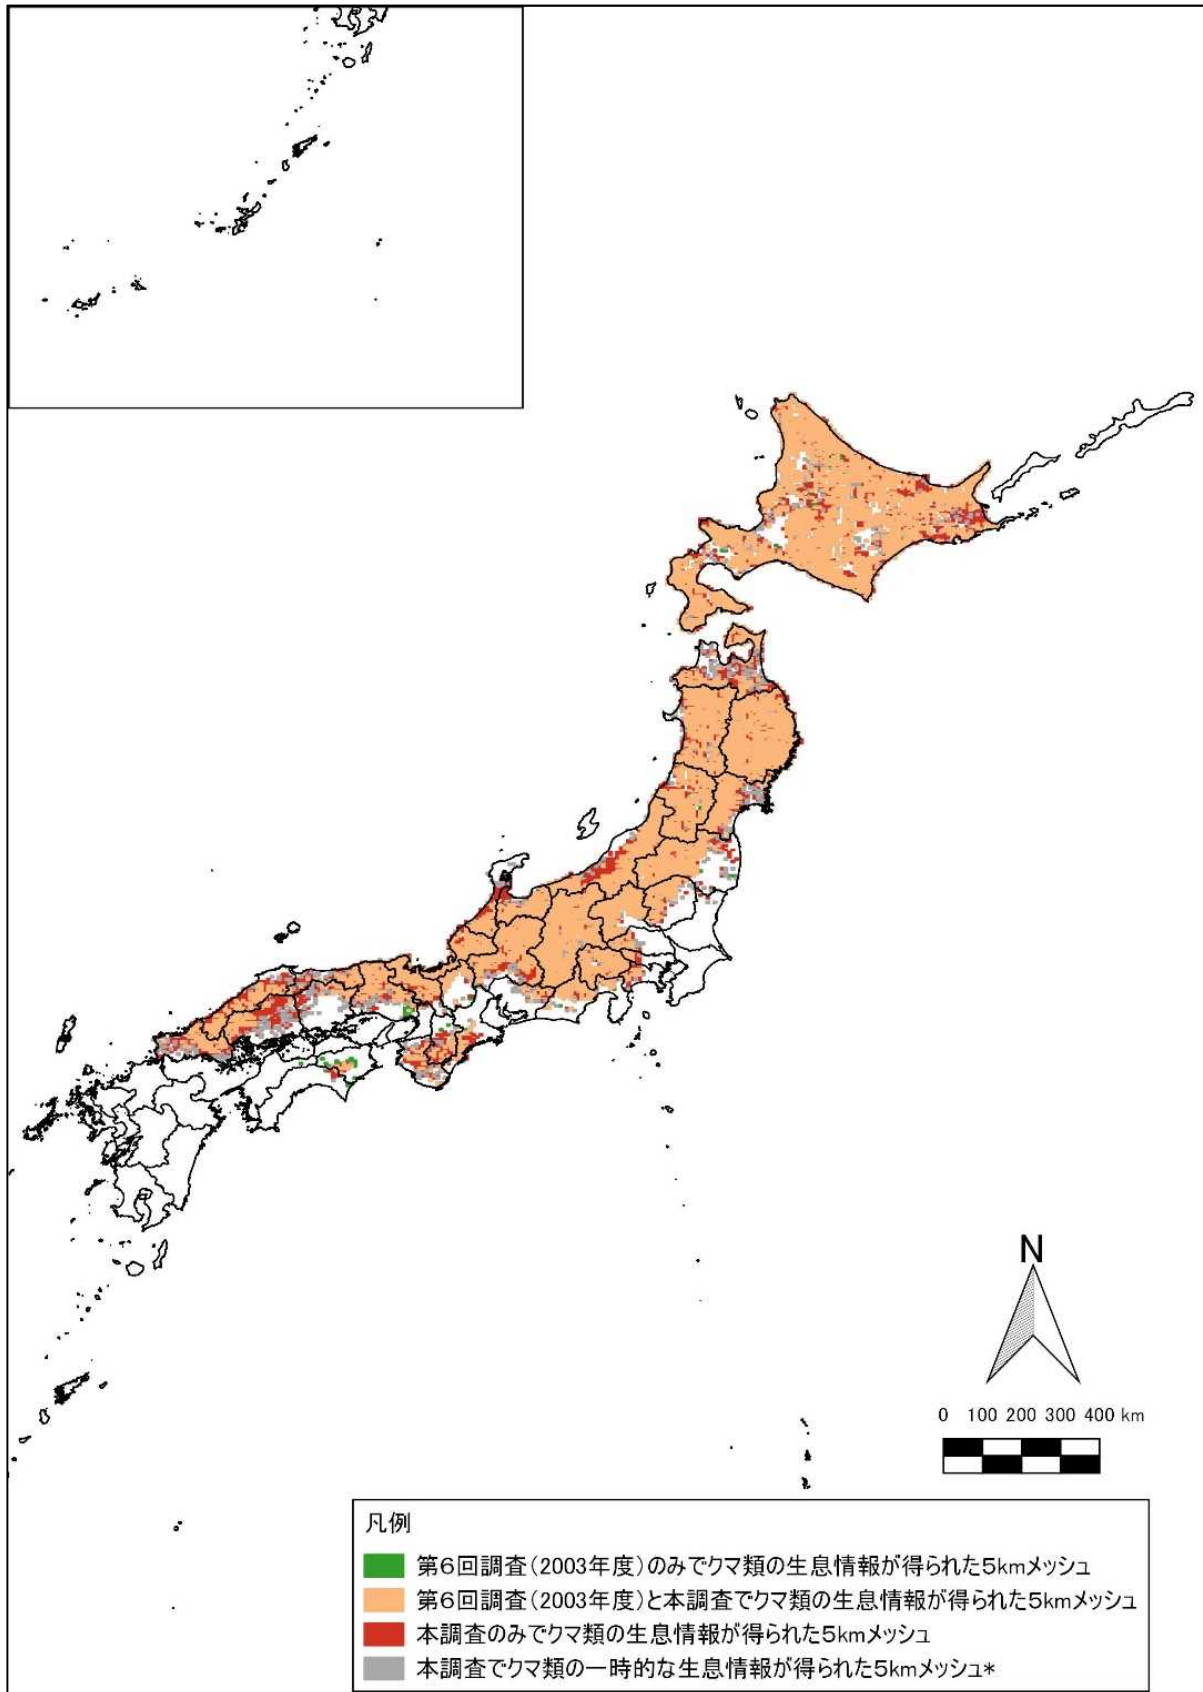 N
0 100 200 300 400 km
凡例
第6回調査(2003年度)のみでクマ類の生息情報が得られた5kmメッシュ
第6回調査(2003年度)と本調査でクマ類の生息情報が得られた5kmメッシュ
本調査のみでクマ類の生息情報が得られた5kmメッシュ
本調査でクマ類の一時的な生息情報が得られた5kmメッシュ*